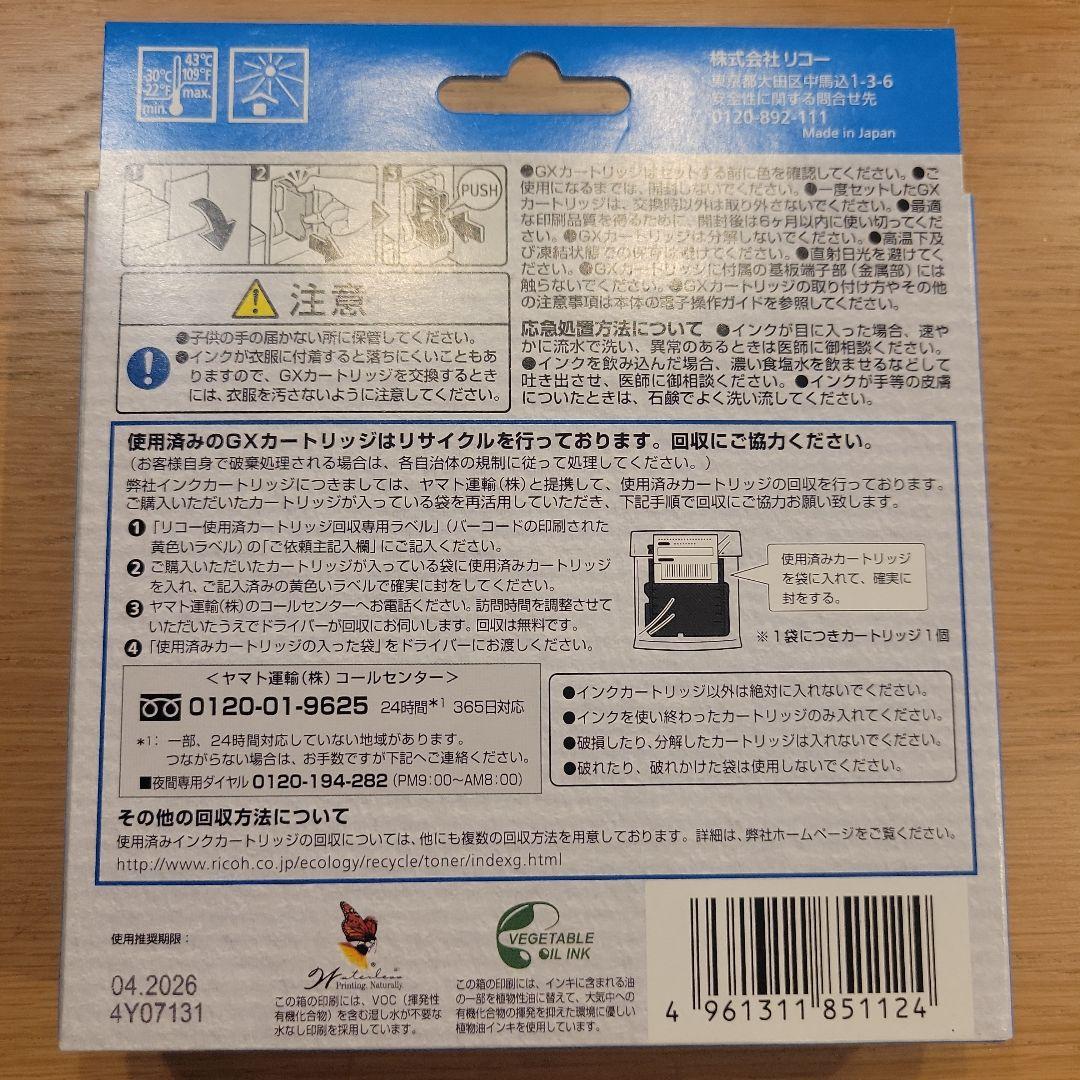 43℃
109°F
max.
-30℃
-22°F
min.
株式会社 リコー
東京都大田区中馬込1-3-6
安全性に関する問合せ先
0120-892-111
Made in Japan
1
2
3
PUSH
注意
●子供の手の届かない所に保管してください。
●インクが衣服に付着すると落ちにくいこともあ
りますので、GXカートリッジを交換するとき
には、衣服を汚さないように注意してください。
●GXカートリッジはセットする前に色を確認してください。●ご
使用になるまでは、開封しないでください。●一度セットしたGX
カートリッジは、交換時以外は取り外さないでください。●最適
な印刷品質を得るために、開封後は6ヶ月以内に使い切ってくだ
さい。●GXカートリッジは分解しないでください。●高温下及
び凍結状態での保存は避けてください。●直射日光を避けてく
ださい。●GXカートリッジに付属の基板端子部(金属部)には
触らないでください。●GXカートリッジの取り付け方やその他
の注意事項は本体の電子操作ガイドを参照してください。
応急処置方法について ●インクが目に入った場合、速や
かに流水で洗い、異常のあるときは医師に御相談ください。
●インクを飲み込んだ場合、濃い食塩水を飲ませるなどして
吐き出させ、医師に御相談ください。●インクが手等の皮膚
についたときは、石鹸でよく洗い流してください。
使用済みのGXカートリッジはリサイクルを行っております。回収にご協力ください。
(お客様自身で破棄処理される場合は、各自治体の規制に従って処理してください。)
弊社インクカートリッジにつきましては、ヤマト運輸(株)と提携して、使用済みカートリッジの回収を行っております。
ご購入いただいたカートリッジが入っている袋を再活用していただき、下記手順で回収にご協力お願い致します。
❶「リコー使用済カートリッジ回収専用ラベル」(バーコードの印刷された
黄色いラベル)の「ご依頼主記入欄」にご記入ください。
❷ ご購入いただいたカートリッジが入っている袋に使用済みカートリッジ
を入れ、ご記入済みの黄色いラベルで確実に封をしてください。
❸ ヤマト運輸(株)のコールセンターへお電話ください。訪問時間を調整させて
いただいたうえでドライバーが回収にお伺いします。回収は無料です。
❹「使用済みカートリッジの入った袋」をドライバーにお渡しください。
使用済みカートリッジ
を袋に入れて、確実に
封をする。
※1袋につきカートリッジ1個
<ヤマト運輸(株) コールセンター>
0120-01-9625 24時間*1 365日対応
*1: 一部、24時間対応していない地域があります。
つながらない場合は、お手数ですが下記へご連絡ください。
■夜間専用ダイヤル 0120-194-282 (PM9:00~AM8:00)
●インクカートリッジ以外は絶対に入れないでください。
●インクを使い終わったカートリッジのみ入れてください。
●破損したり、分解したカートリッジは入れないでください。
●破れたり、破れかけた袋は使用しないでください。
その他の回収方法について
使用済みインクカートリッジの回収については、他にも複数の回収方法を用意しております。詳細は、弊社ホームページをご覧ください。
http://www.ricoh.co.jp/ecology/recycle/toner/indexg.html
使用推奨期限:
04.2026
4Y07131
Waterless®
Printing. Naturally.
この箱の印刷には、VOC(揮発性
有機化合物)を含む湿し水が不要な
水なし印刷を採用しています。
VEGETABLE
OIL INK
この箱の印刷には、インキに含まれる油
の一部を植物性油に替えて、大気中への
有機化合物の揮発を抑えた環境に優しい
植物油インキを使用しています。
4 961311 851124